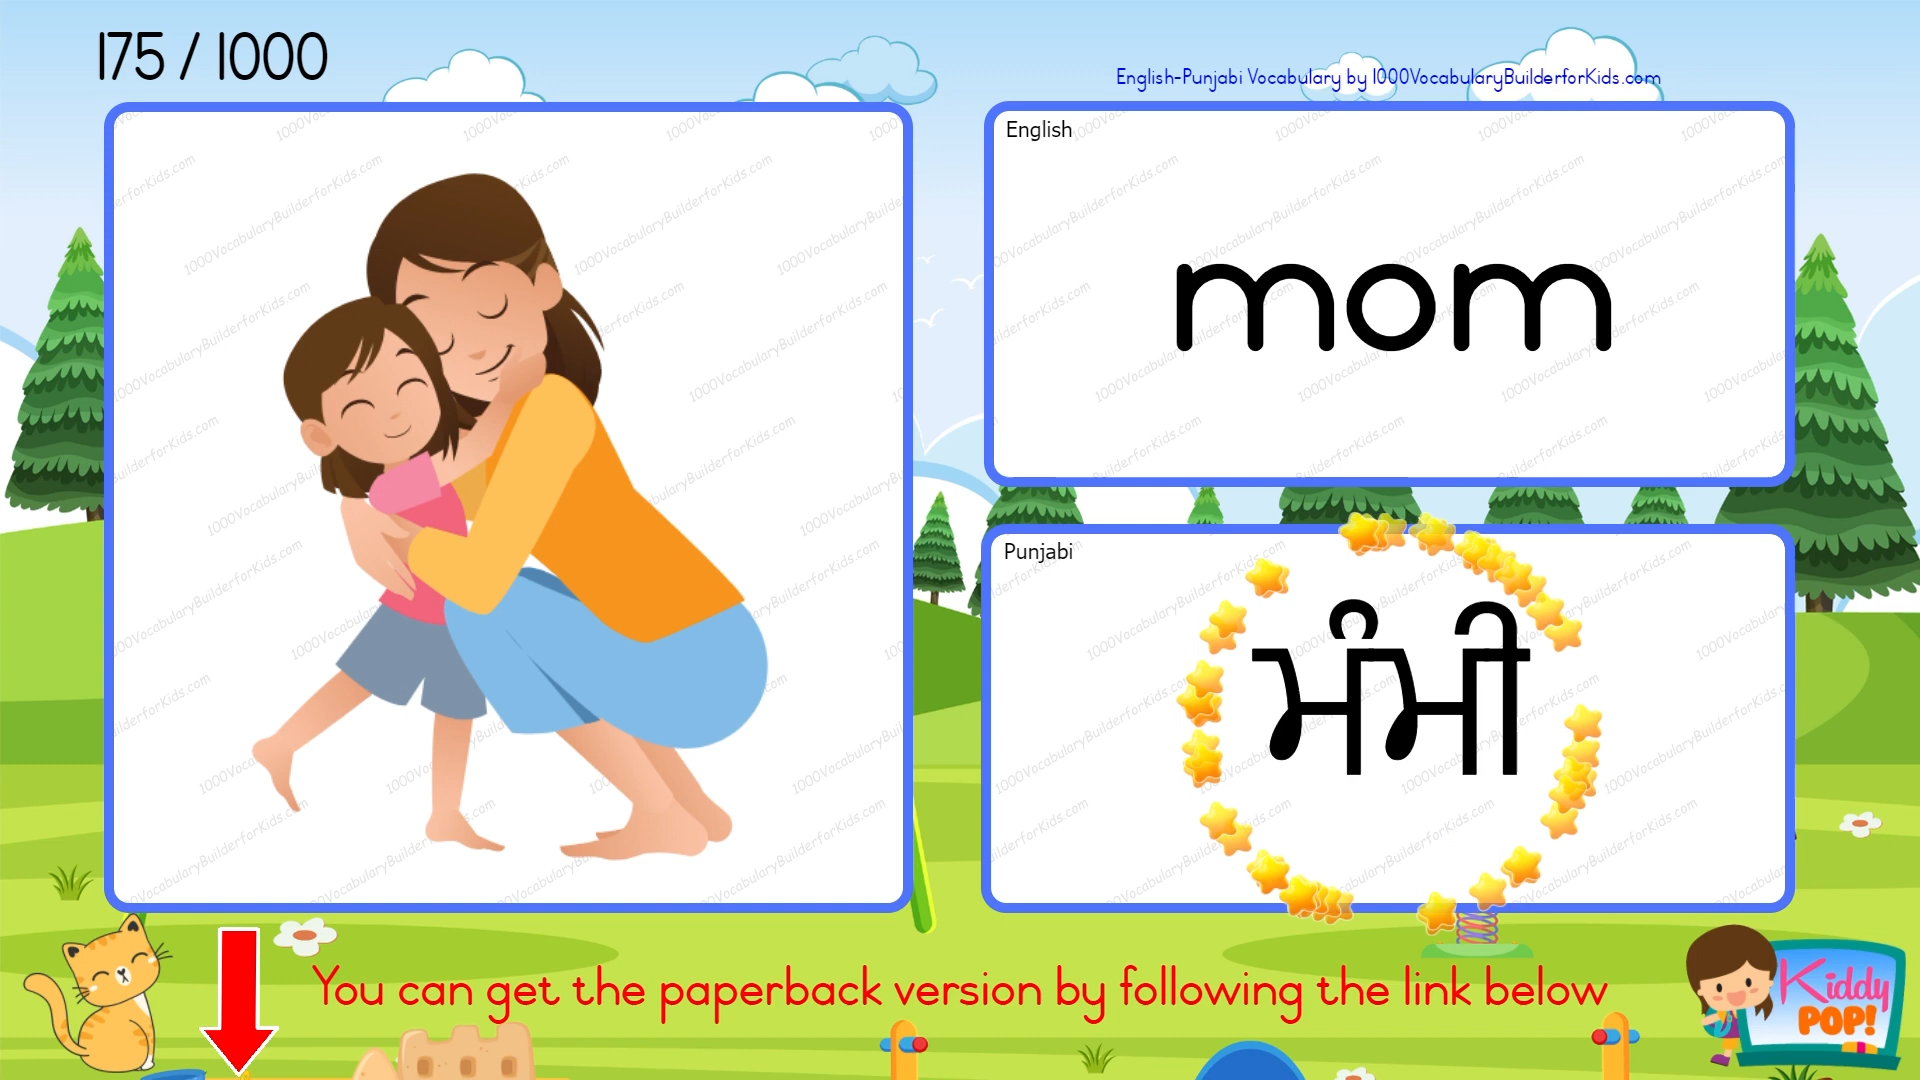 175 / 1000
English-Punjabi Vocabulary by 1000VocabularyBuilderforKids.com
English
mom
Punjabi
ਮੰਮੀ
You can get the paperback version by following the link below
Kiddy
POP!